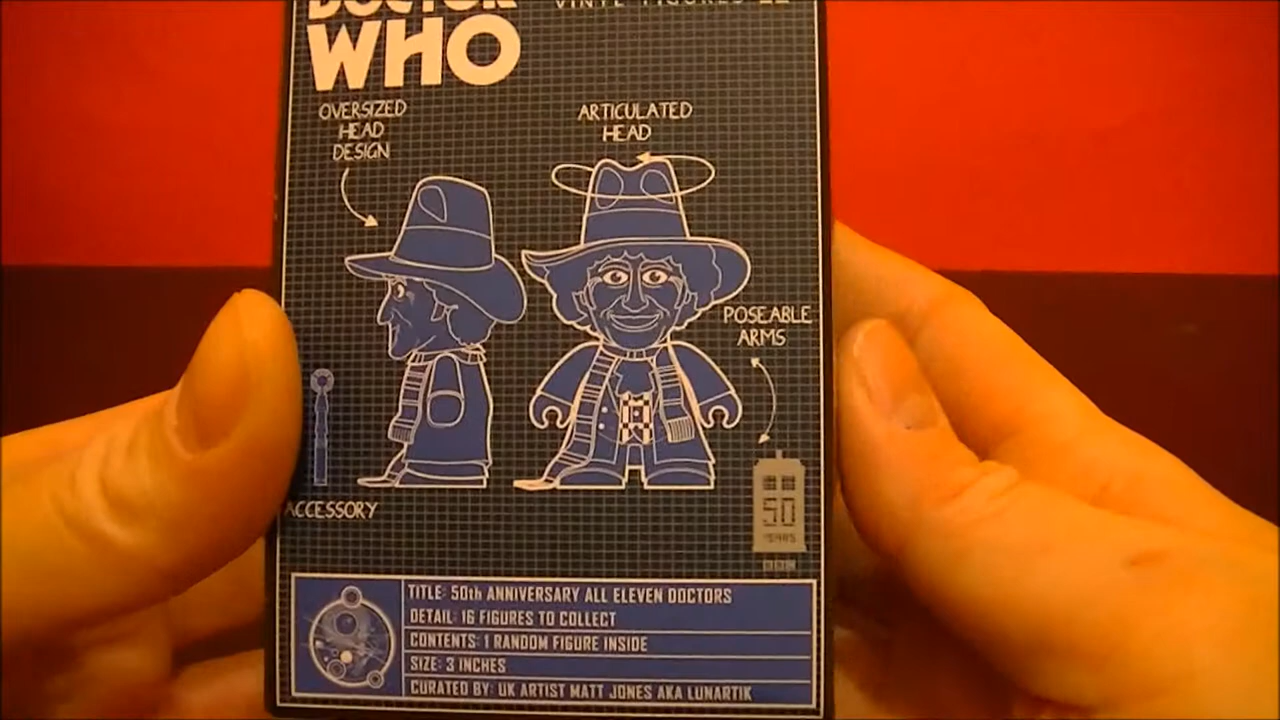 DOCTOR
VINYL FIGURES
WHO
OVERSIZED
HEAD
DESIGN
ARTICULATED
HEAD
POSEABLE
ARMS
ACCESSORY
50
YEARS
BBC
TITLE: 50th ANNIVERSARY ALL ELEVEN DOCTORS
DETAIL: 16 FIGURES TO COLLECT
CONTENTS: 1 RANDOM FIGURE INSIDE
SIZE: 3 INCHES
CURATED BY: UK ARTIST MATT JONES AKA LUNARTIK